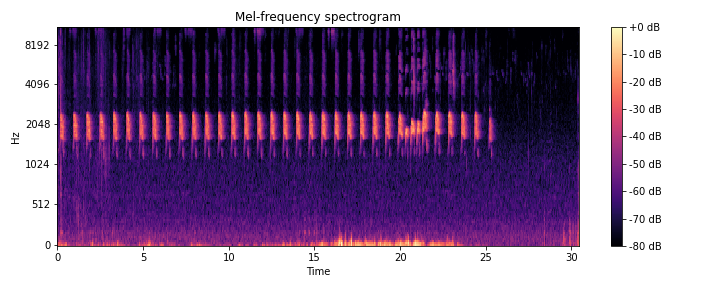 Mel-frequency spectrogram
8192
4096
2048
1024
512
0
Hz
0
5
10
15
20
25
30
Time
+0 dB
-10 dB
-20 dB
-30 dB
-40 dB
-50 dB
-60 dB
-70 dB
-80 dB